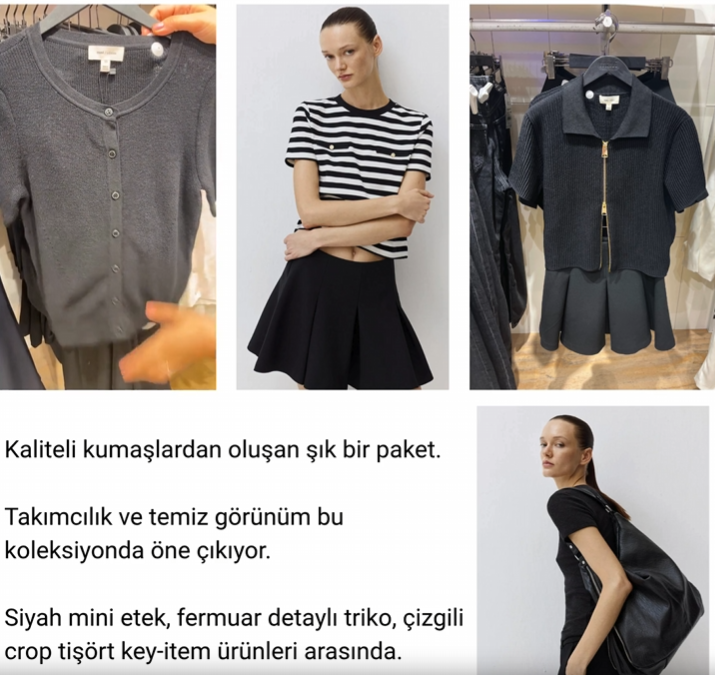 Kaliteli kumaşlardan oluşan şık bir paket.
Takımcılık ve temiz görünüm bu
koleksiyonda öne çıkıyor.
Siyah mini etek, fermuar detaylı triko, çizgili
crop tişört key-item ürünleri arasında.